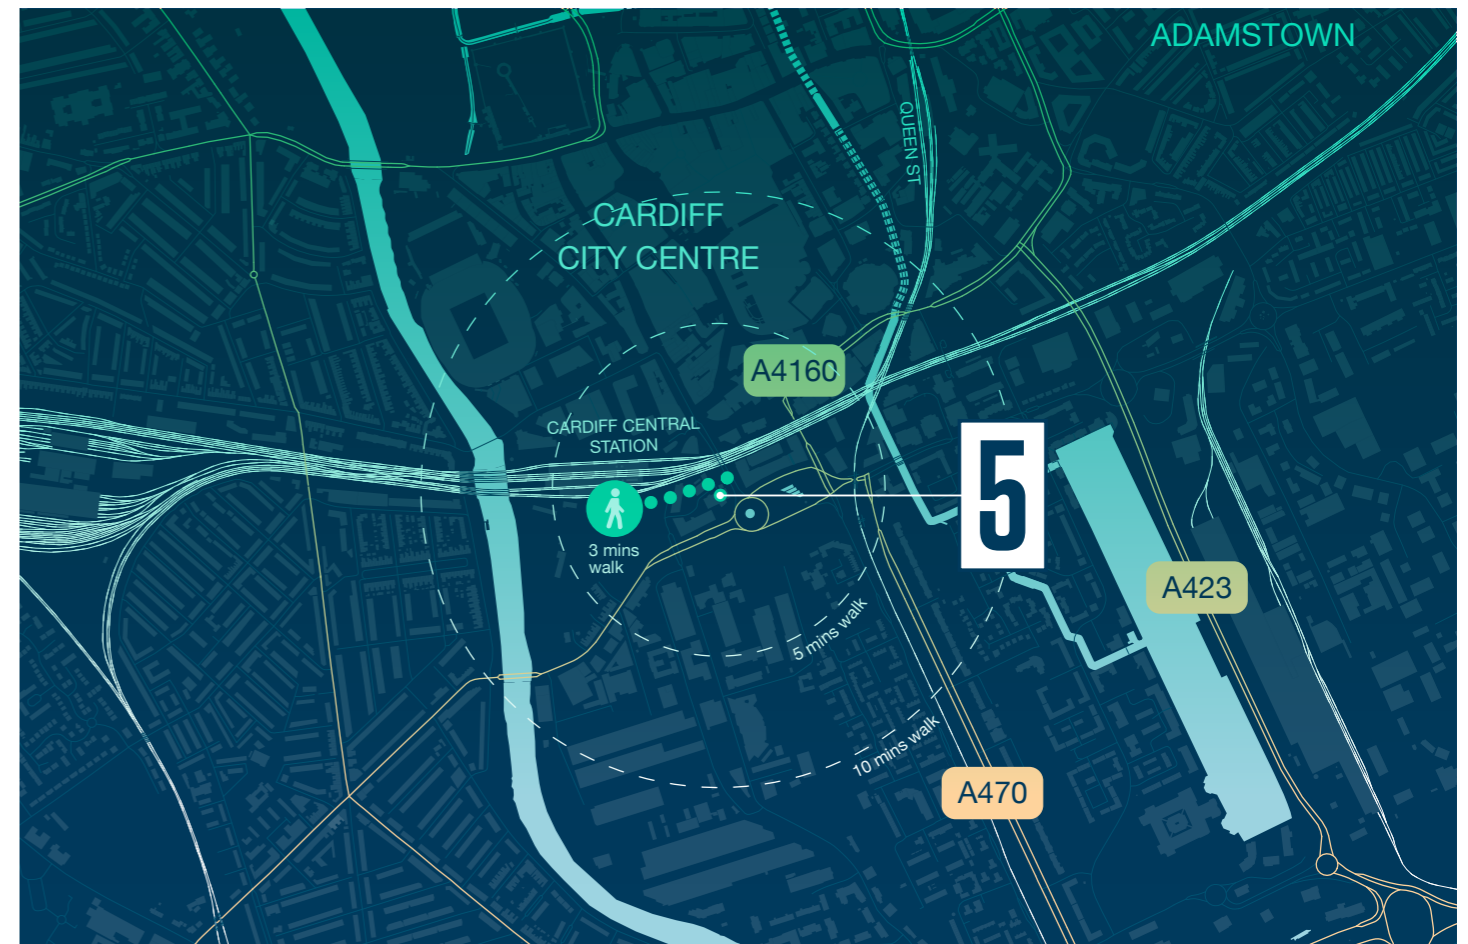 ADAMSTOWN
QUEEN ST
CARDIFF
CITY CENTRE
A4160
CARDIFF CENTRAL
STATION
5
3 mins
walk
A423
5 mins walk
10 mins walk
A470